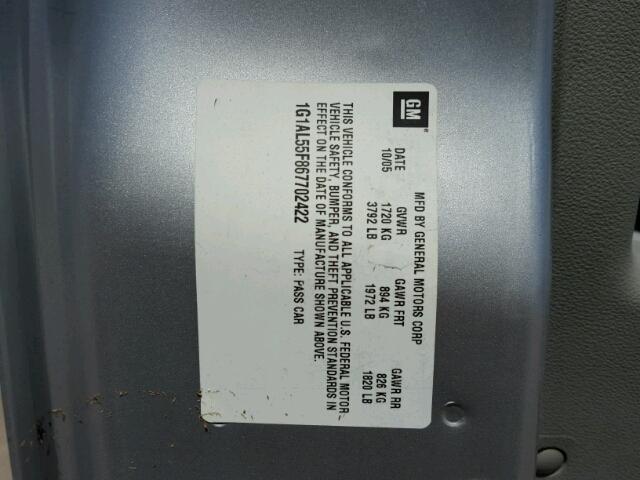 GM®
MFD BY GENERAL MOTORS CORP
DATE GVWR GAWR FRT GAWR RR
10/05 1720 KG 894 KG 826 KG
3792 LB 1972 LB 1820 LB
THIS VEHICLE CONFORMS TO ALL APPLICABLE U.S. FEDERAL MOTOR
VEHICLE SAFETY, BUMPER, AND THEFT PREVENTION STANDARDS IN
EFFECT ON THE DATE OF MANUFACTURE SHOWN ABOVE.
1G1AL55F867702422 TYPE: PASS CAR